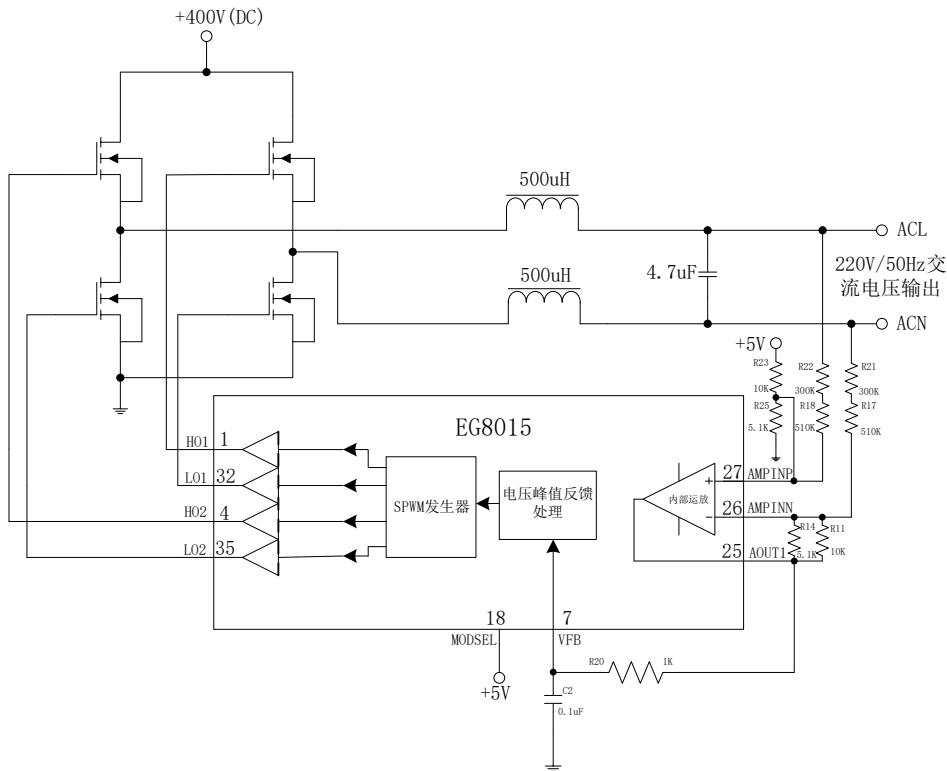 +400V(DC)
500uH
ACL
4.7uF
220V/50Hz交
流电压输出
500uH
ACN
+5V
R23
10K
R22
300K
R21
300K
R25
5.1K
R18
510K
R17
510K
EG8015
HO1 1
LO1 32
HO2 4
LO2 35
SPWM发生器
电压峰值反馈
处理
内部运放
+
27 AMPINP
-
26 AMPINN
R14
5.1K
R11
10K
25 AOUT1
18
MODSEL
+5V
7
VFB
R20
1K
C2
0.1uF